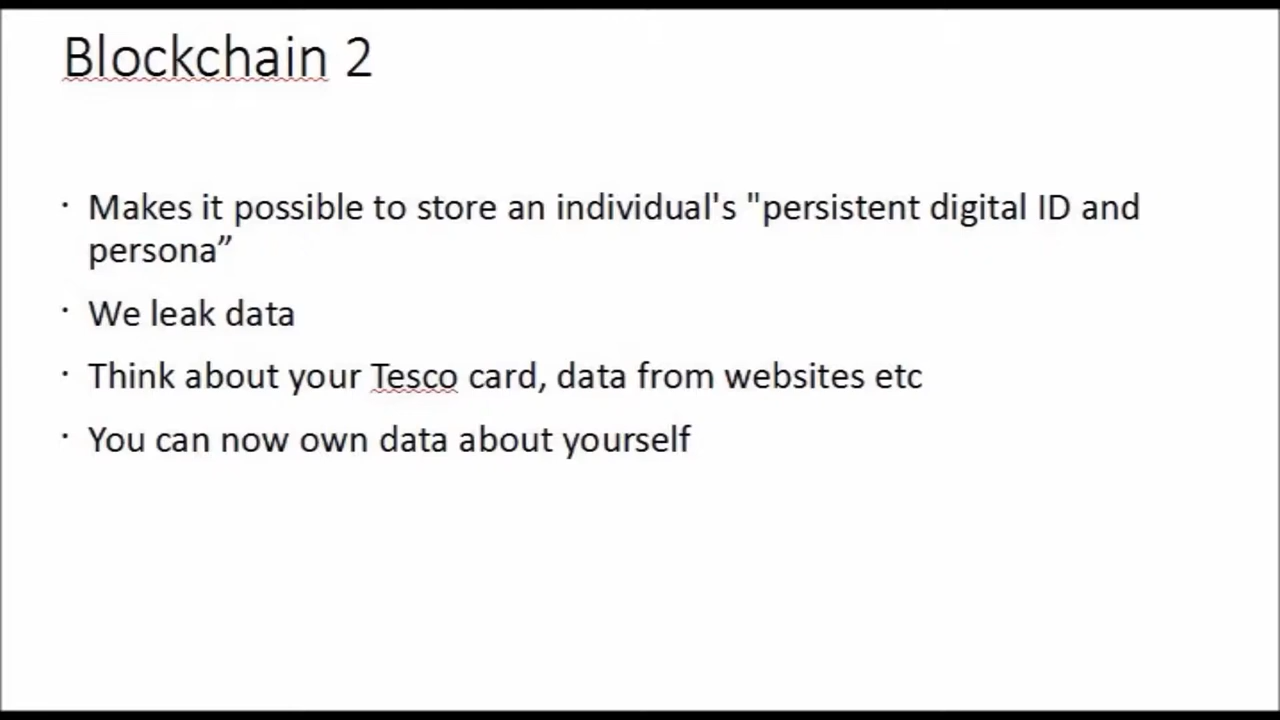 Blockchain 2
· Makes it possible to store an individual's "persistent digital ID and
persona”
· We leak data
· Think about your Tesco card, data from websites etc
· You can now own data about yourself